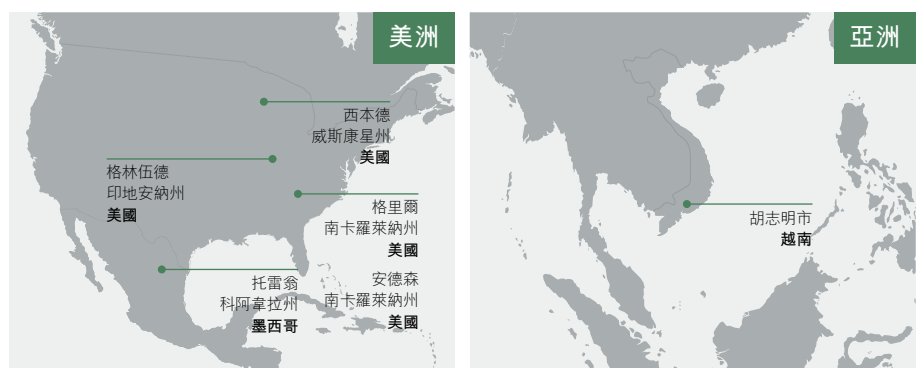 美洲
西本德
威斯康星州
美國
格林伍德
印地安納州
美國
格里爾
南卡羅萊納州
美國
安德森
南卡羅萊納州
美國
托雷翁
科阿韋拉州
墨西哥
亞洲
胡志明市
越南